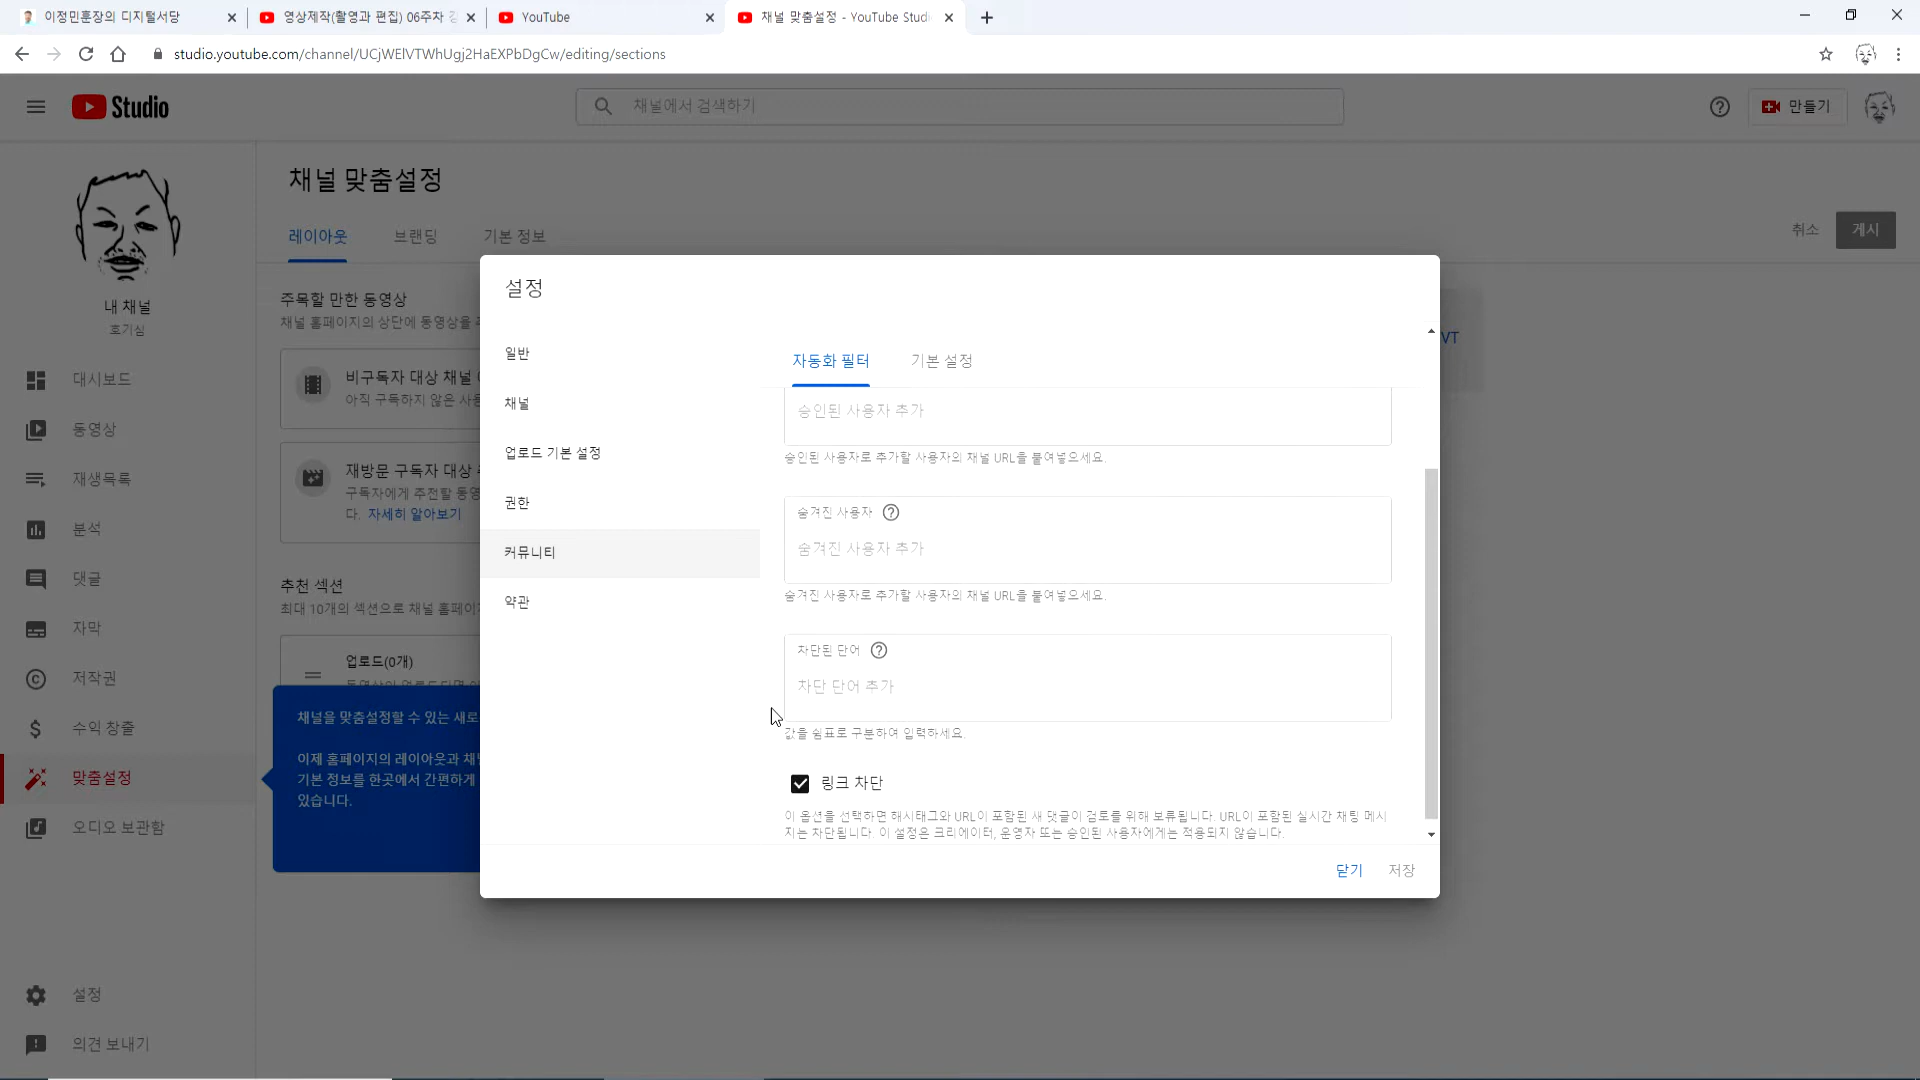 이정민훈장의 디지털서당
영상제작(촬영과 편집) 06주차
YouTube
채널 맞춤설정 - YouTube Studi
studio.youtube.com/channel/UCjWElVTWhUgj2HaEXPbDgCw/editing/sections
Studio
채널에서 검색하기
만들기
채널 맞춤설정
레이아웃
브랜딩
기본 정보
취소
게시
내 채널
호기심
대시보드
동영상
재생목록
분석
댓글
자막
저작권
수익 창출
맞춤설정
오디오 보관함
설정
의견 보내기
주목할 만한 동영상
채널 홈페이지의 상단에 동영상을
비구독자 대상 채널
아직 구독하지 않은
재방문 구독자 대상
구독자에게 추천할
다. 자세히 알아보기
추천 섹션
최대 10개의 섹션으로 채널
업로드(0개)
채널을 맞춤설정할 수 있는 새로
이제 홈페이지의 레이아웃과
기본 정보를 한곳에서 간편하게
있습니다.
VT
설정
일반
채널
업로드 기본 설정
권한
커뮤니티
약관
자동화 필터
기본 설정
승인된 사용자 추가
승인된 사용자로 추가할 사용자의 채널 URL을 붙여넣으세요.
숨겨진 사용자
숨겨진 사용자 추가
숨겨진 사용자로 추가할 사용자의 채널 URL을 붙여넣으세요.
차단된 단어
차단 단어 추가
값을 쉼표로 구분하여 입력하세요.
링크 차단
이 옵션을 선택하면 해시태그와 URL이 포함된 새 댓글이 검토를 위해 보류됩니다. URL이 포함된 실시간 채팅 메시
지는 차단됩니다. 이 설정은 크리에이터, 운영자 또는 승인된 사용자에게는 적용되지 않습니다.
닫기
저장